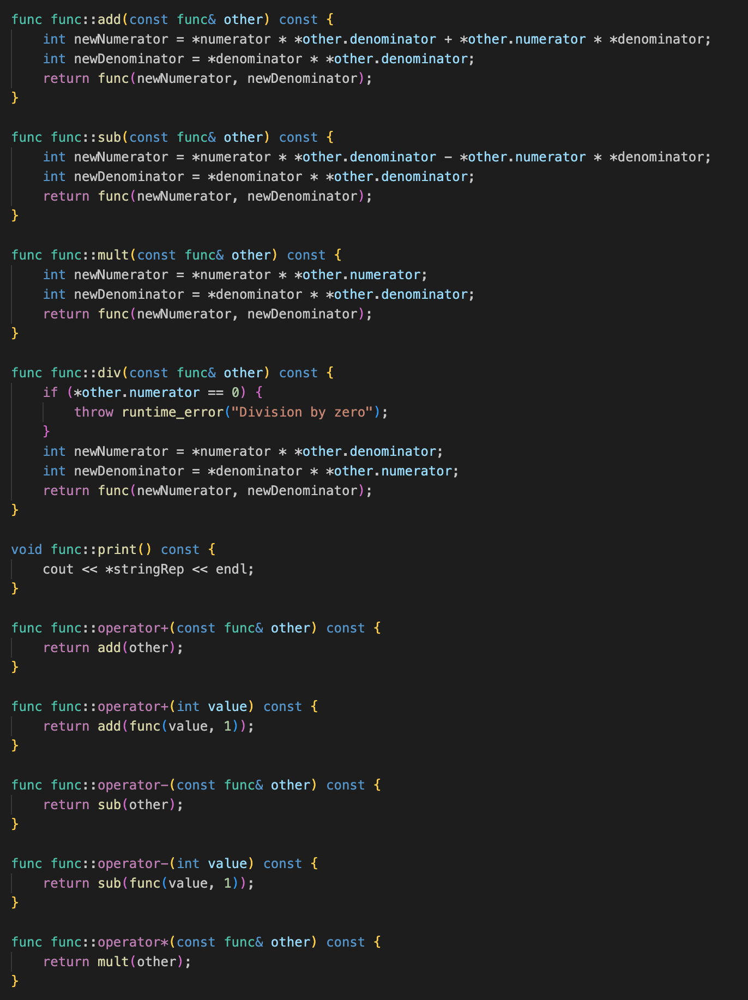 func func::add(const func& other) const {
    int newNumerator = *numerator * *other.denominator + *other.numerator * *denominator;
    int newDenominator = *denominator * *other.denominator;
    return func(newNumerator, newDenominator);
}

func func::sub(const func& other) const {
    int newNumerator = *numerator * *other.denominator - *other.numerator * *denominator;
    int newDenominator = *denominator * *other.denominator;
    return func(newNumerator, newDenominator);
}

func func::mult(const func& other) const {
    int newNumerator = *numerator * *other.numerator;
    int newDenominator = *denominator * *other.denominator;
    return func(newNumerator, newDenominator);
}

func func::div(const func& other) const {
    if (*other.numerator == 0) {
        throw runtime_error("Division by zero");
    }
    int newNumerator = *numerator * *other.denominator;
    int newDenominator = *denominator * *other.numerator;
    return func(newNumerator, newDenominator);
}

void func::print() const {
    cout << *stringRep << endl;
}

func func::operator+(const func& other) const {
    return add(other);
}

func func::operator+(int value) const {
    return add(func(value, 1));
}

func func::operator-(const func& other) const {
    return sub(other);
}

func func::operator-(int value) const {
    return sub(func(value, 1));
}

func func::operator*(const func& other) const {
    return mult(other);
}